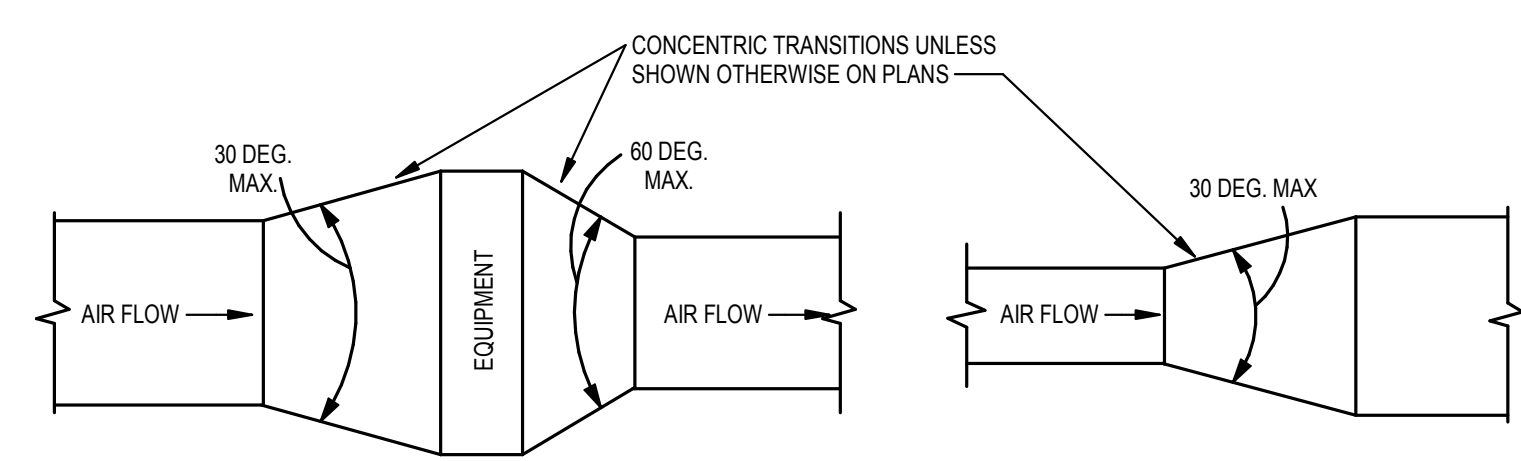 CONCENTRIC TRANSITIONS UNLESS
SHOWN OTHERWISE ON PLANS
30 DEG.
MAX.
60 DEG.
MAX.
30 DEG. MAX
AIR FLOW
EQUIPMENT
AIR FLOW
AIR FLOW